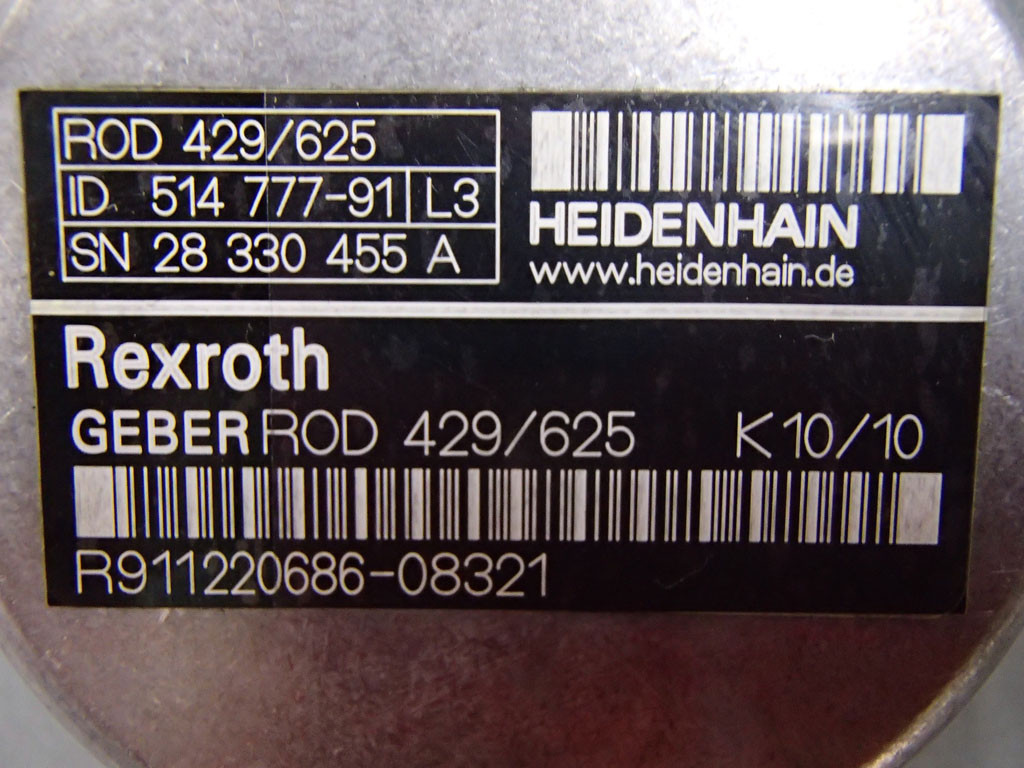 ROD 429/625
ID 514 777-91 L3
SN 28 330 455 A
HEIDENHAIN
www.heidenhain.de
Rexroth
GEBER ROD 429/625 K10/10
R911220686-08321